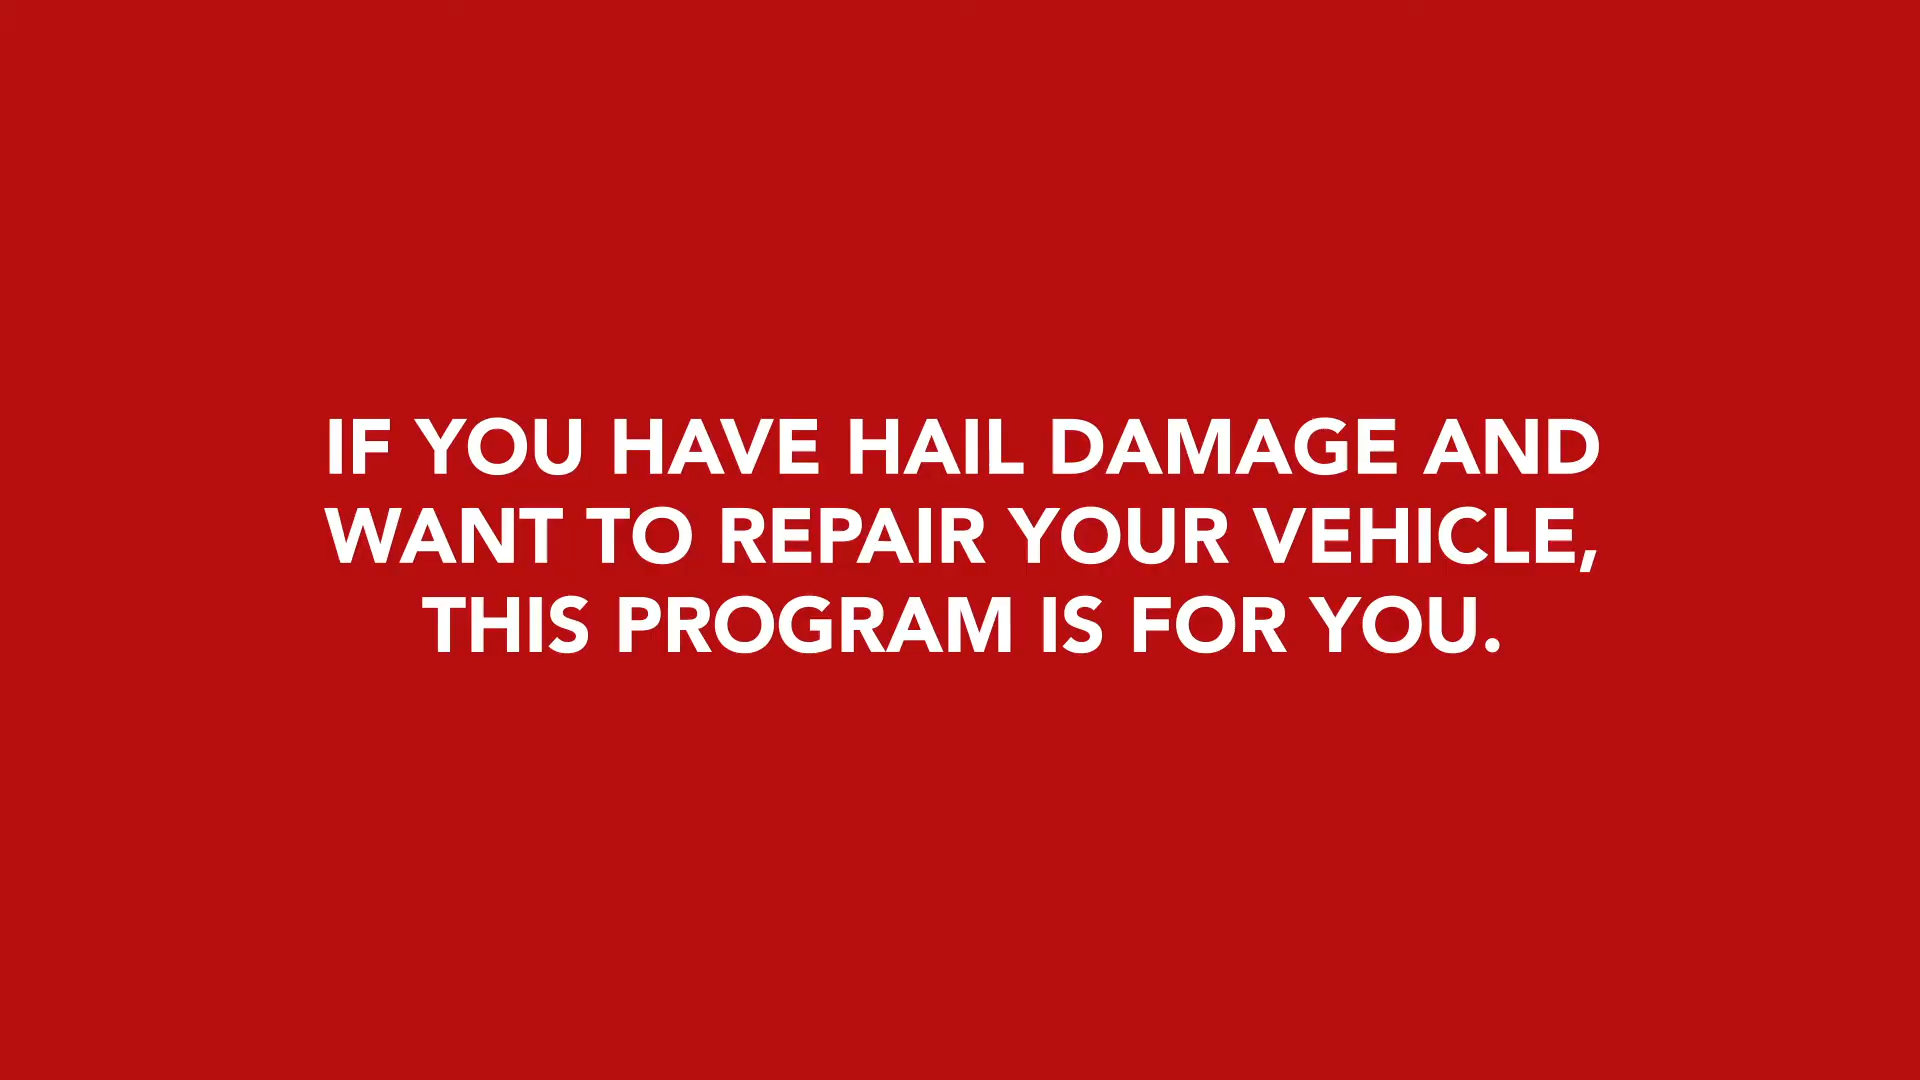 IF YOU HAVE HAIL DAMAGE AND
WANT TO REPAIR YOUR VEHICLE,
THIS PROGRAM IS FOR YOU.